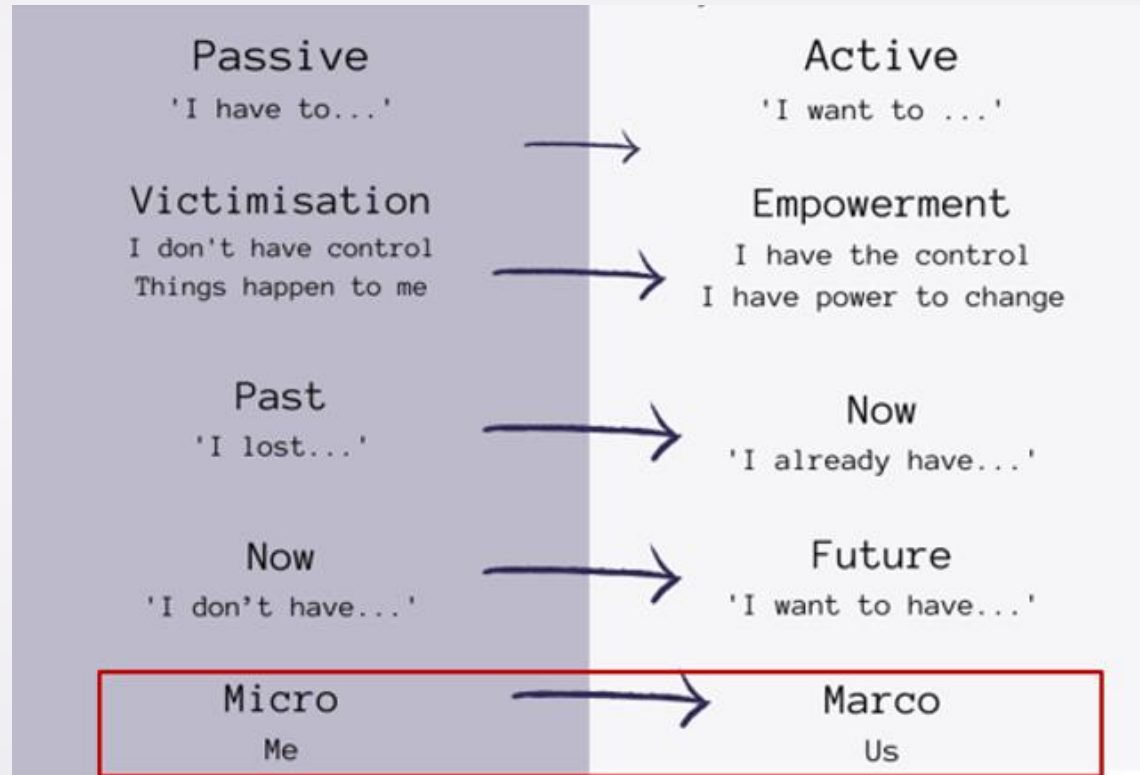 Passive
Active
'I have to...'
'I want to ...'
Victimisation
Empowerment
I don't have control
I have the control
Things happen to me
I have power to change
Past
Now
'I lost...'
'I already have...'
Now
Future
'I don’t have...'
'I want to have...'
Micro
Marco
Me
Us